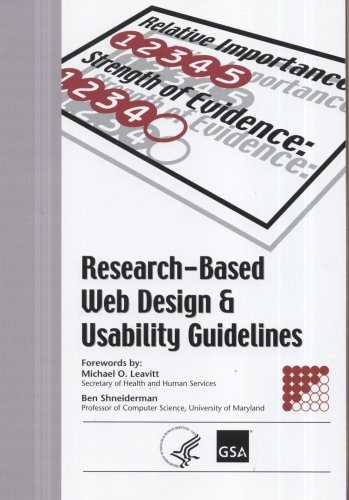 Relative Importance:
12345
Strength of Evidence:
1234
Research-Based
Web Design &
Usability Guidelines
Forewords by:
Michael O. Leavitt
Secretary of Health and Human Services
Ben Shneiderman
Professor of Computer Science, University of Maryland
GSA